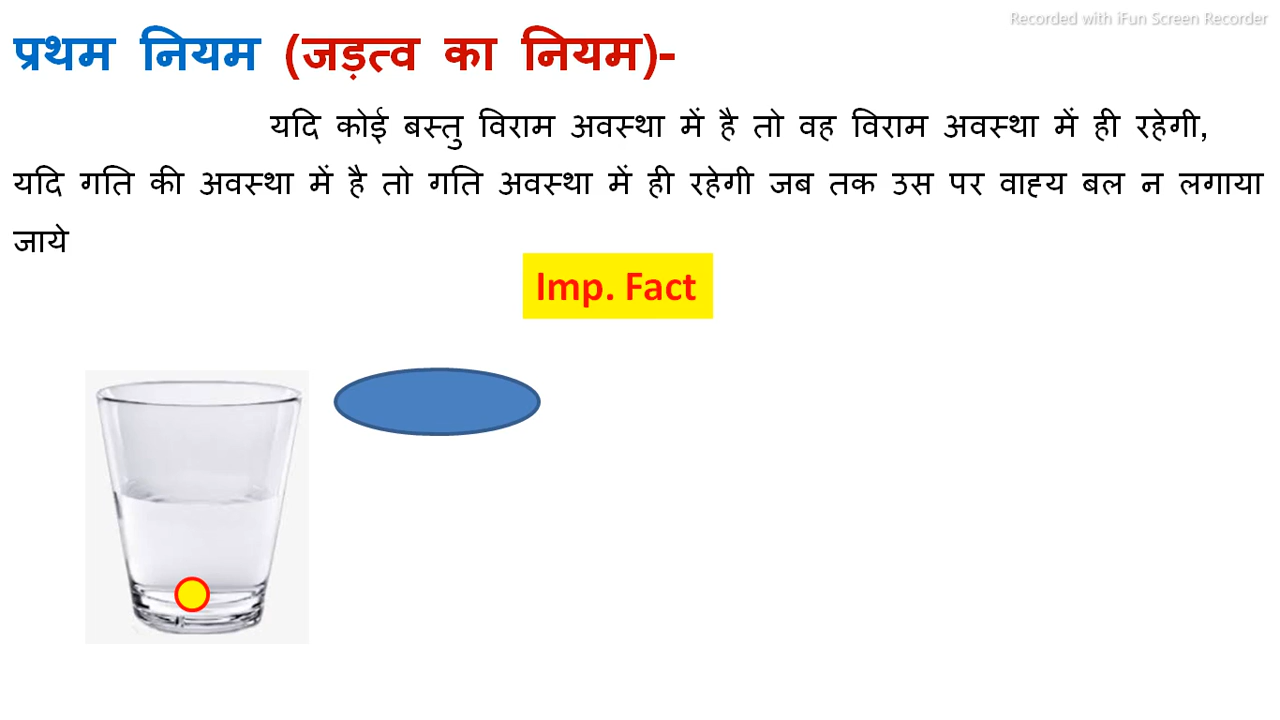 Recorded with iFun Screen Recorder
प्रथम नियम (जड़त्व का नियम)-
यदि कोई बस्तु विराम अवस्था में है तो वह विराम अवस्था में ही रहेगी,
यदि गति की अवस्था में है तो गति अवस्था में ही रहेगी जब तक उस पर वाह्य बल न लगाया
जाये
Imp. Fact